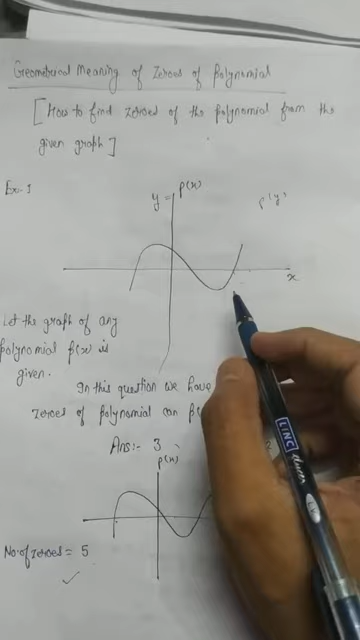 Geometrical Meaning of Zeroes of Polynomial
[How to find zeroes of the polynomial from the
given graph]
Ex-1
y
p(x)
p(y)
x
Let the graph of any
polynomial p(x) is
given.
In this question we have
zeroes of polynomial
Ans:- 3
2
p(x)
No. of zeroes = 5
LINC